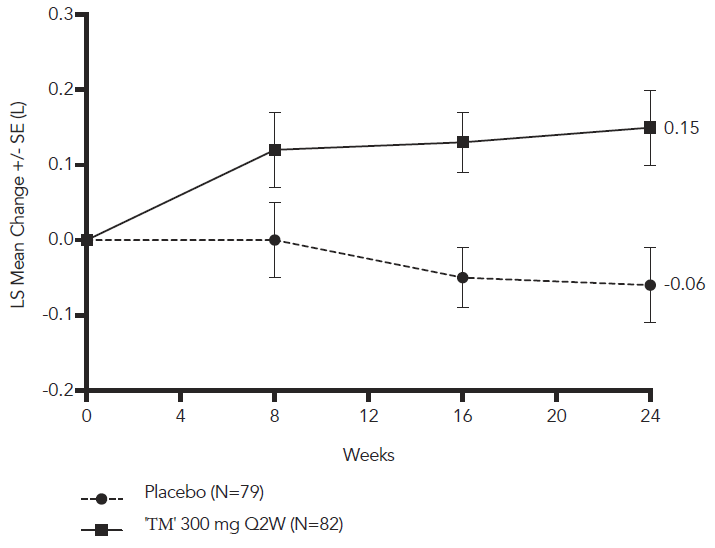 0.3
0.2
0.1
0.0
-0.1
-0.2
LS Mean Change +/- SE (L)
0.15
-0.06
0 4 8 12 16 20 24
Weeks
Placebo (N=79)
'TM' 300 mg Q2W (N=82)